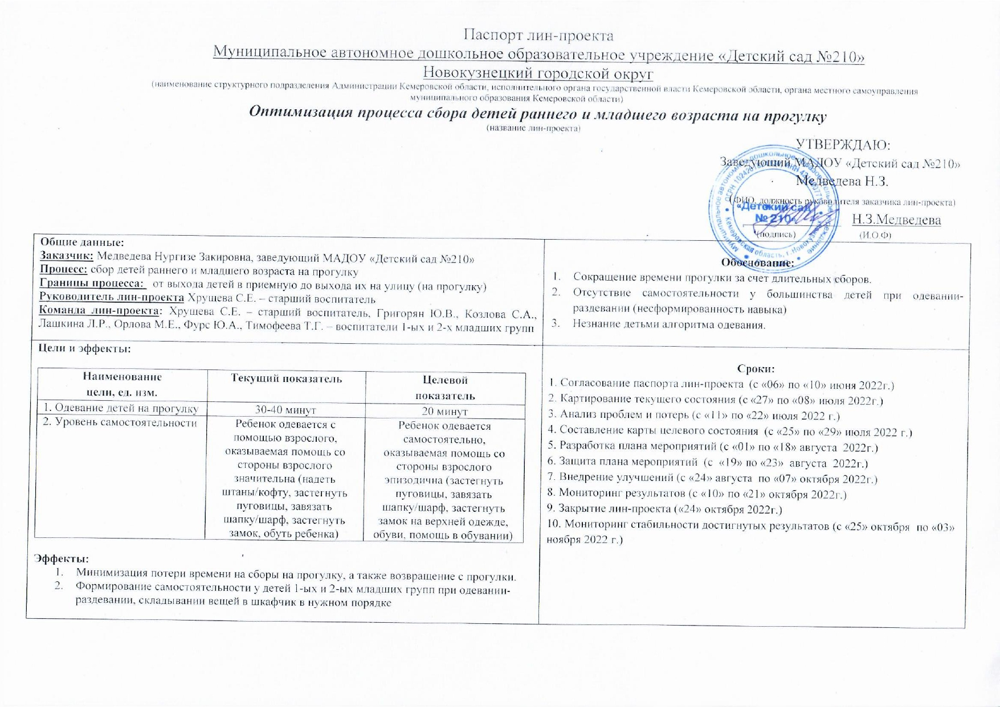 Паспорт лин-проекта
Муниципальное автономное дошкольное образовательное учреждение «Детский сад №210»
Новокузнецкий городской округ
(наименование структурного подразделения Администрации Кемеровской области, исполнительного органа государственной власти Кемеровской области, органа местного самоуправления
муниципального образования Кемеровской области)
Оптимизация процесса сбора детей раннего и младшего возраста на прогулку
(название лин-проекта)
УТВЕРЖДАЮ:
Заведующий МАДОУ «Детский сад №210»
Медведева Н.З.
(ФИО, должность руководителя заказчика лин-проекта)
«Детский сад
№ 210»
Н.З.Медведева
(подпись) (И.О.Ф)
Общие данные:
Заказчик: Медведева Нургизе Закировна, заведующий МАДОУ «Детский сад №210»
Процесс: сбор детей раннего и младшего возраста на прогулку
Границы процесса: от выхода детей в приемную до выхода их на улицу (на прогулку)
Руководитель лин-проекта Хрущева С.Е. – старший воспитатель
Команда лин-проекта: Хрущева С.Е. – старший воспитатель, Григорян Ю.В., Козлова С.А.,
Лашкина Л.Р., Орлова М.Е., Фурс Ю.А., Тимофеева Т.Г. – воспитатели 1-ых и 2-х младших групп
Обоснование:
1. Сокращение времени прогулки за счет длительных сборов.
2. Отсутствие самостоятельности у большинства детей при одевании-
раздевании (несформированность навыка)
3. Незнание детьми алгоритма одевания.
Цели и эффекты:
Наименование
цели, ед. изм.
Текущий показатель
Целевой
показатель
1. Одевание детей на прогулку
30-40 минут
20 минут
2. Уровень самостоятельности
Ребенок одевается с
помощью взрослого,
оказываемая помощь со
стороны взрослого
значительна (надеть
штаны/кофту, застегнуть
пуговицы, завязать
шапку/шарф, застегнуть
замок, обуть ребенка)
Ребенок одевается
самостоятельно,
оказываемая помощь со
стороны взрослого
эпизодична (застегнуть
пуговицы, завязать
шапку/шарф, застегнуть
замок на верхней одежде,
обуви, помощь в обувании)
Эффекты:
1. Минимизация потери времени на сборы на прогулку, а также возвращение с прогулки.
2. Формирование самостоятельности у детей 1-ых и 2-ых младших групп при одевании-
раздевании, складывании вещей в шкафчик в нужном порядке
Сроки:
1. Согласование паспорта лин-проекта (с «06» по «10» июня 2022г.)
2. Картирование текущего состояния (с «27» по «08» июля 2022г.)
3. Анализ проблем и потерь (с «11» по «22» июля 2022 г.)
4. Составление карты целевого состояния (с «25» по «29» июля 2022 г.)
5. Разработка плана мероприятий (с «01» по «18» августа 2022г.)
6. Защита плана мероприятий (с «19» по «23» августа 2022г.)
7. Внедрение улучшений (с «24» августа по «07» октября 2022г.)
8. Мониторинг результатов (с «10» по «21» октября 2022г.)
9. Закрытие лин-проекта («24» октября 2022г.)
10. Мониторинг стабильности достигнутых результатов (с «25» октября по «03»
ноября 2022 г.)